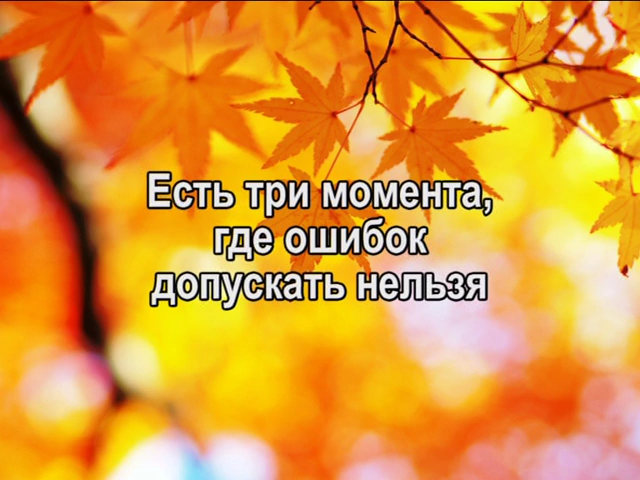 Есть три момента,
где ошибок
допускать нельзя